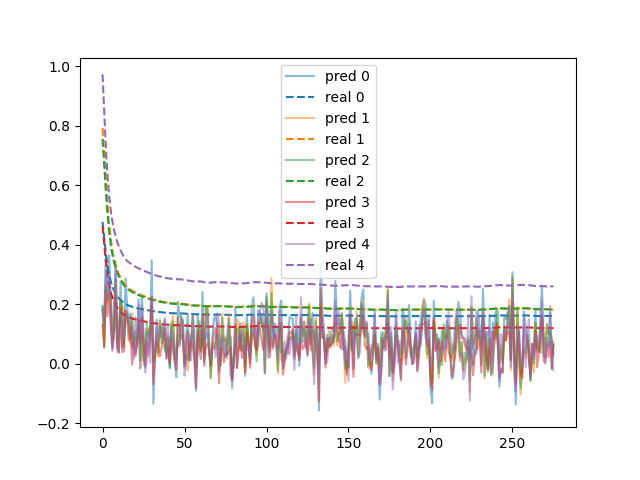 1.0
0.8
0.6
0.4
0.2
0.0
−0.2
0 50 100 150 200 250
pred 0
real 0
pred 1
real 1
pred 2
real 2
pred 3
real 3
pred 4
real 4